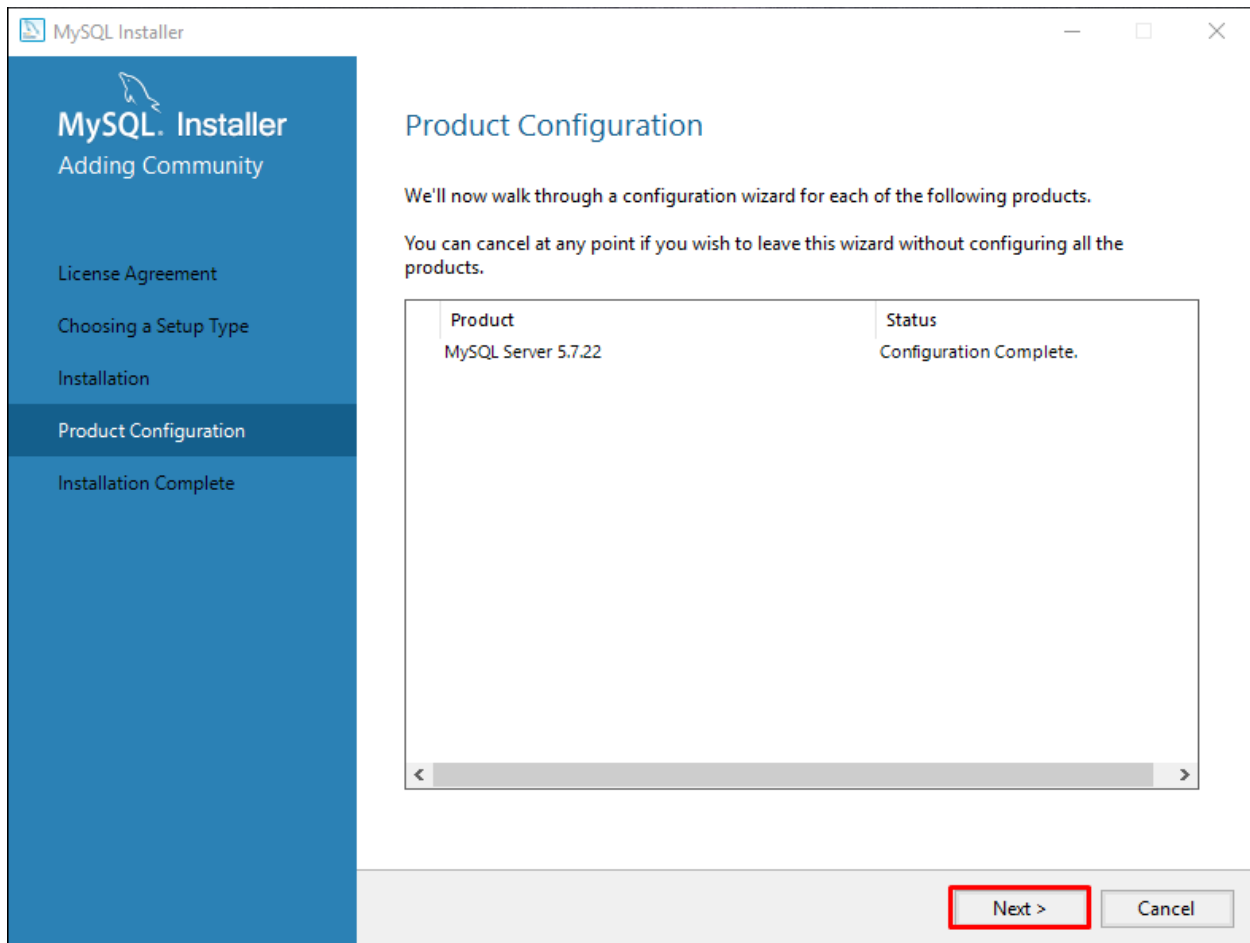 MySQL Installer
MySQL. Installer
Adding Community
License Agreement
Choosing a Setup Type
Installation
Product Configuration
Installation Complete
Product Configuration
We'll now walk through a configuration wizard for each of the following products.
You can cancel at any point if you wish to leave this wizard without configuring all the
products.
Product Status
MySQL Server 5.7.22 Configuration Complete.
Next > Cancel